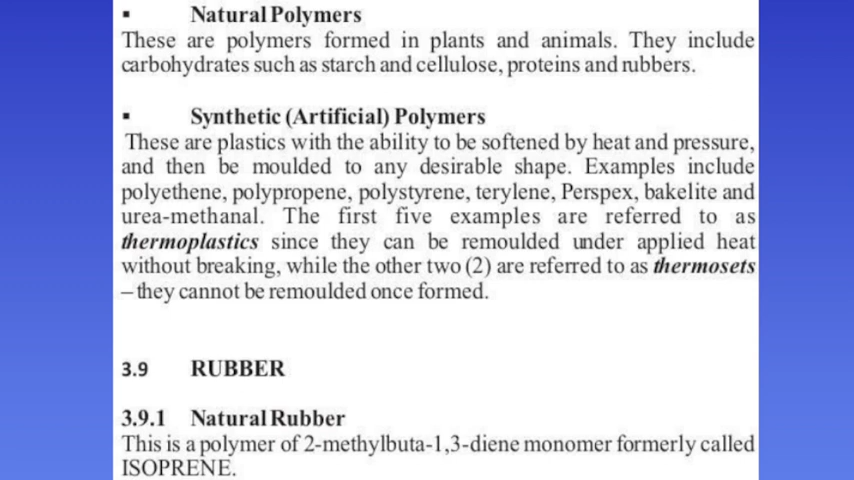 ▪ Natural Polymers
These are polymers formed in plants and animals. They include
carbohydrates such as starch and cellulose, proteins and rubbers.
▪ Synthetic (Artificial) Polymers
These are plastics with the ability to be softened by heat and pressure,
and then be moulded to any desirable shape. Examples include
polyethene, polypropene, polystyrene, terylene, Perspex, bakelite and
urea-methanal. The first five examples are referred to as
thermoplastics since they can be remoulded under applied heat
without breaking, while the other two (2) are referred to as thermosets
– they cannot be remoulded once formed.
3.9 RUBBER
3.9.1 Natural Rubber
This is a polymer of 2-methylbuta-1,3-diene monomer formerly called
ISOPRENE.